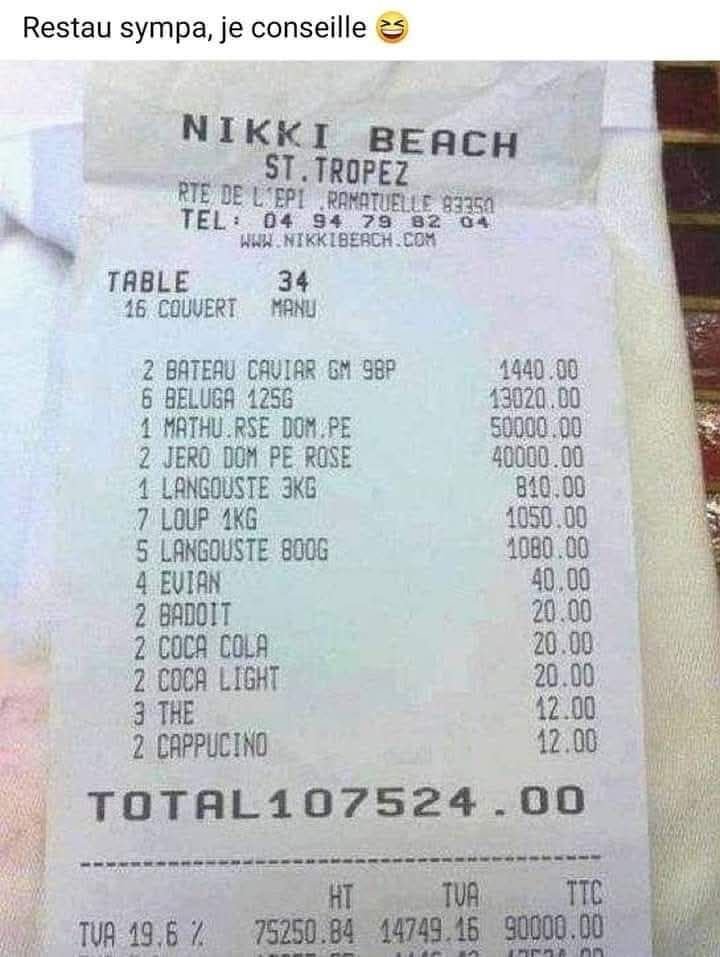 Restau sympa, je conseille 😆
NIKKI BEACH
ST.TROPEZ
RTE DE L'EPI .RAMATUELLE 83350
TEL: 04 94 79 82 04
WWW.NIKKIBEACH.COM
TABLE 34
16 COUVERT MANU
2 BATEAU CAVIAR GM 98P 1440.00
6 BELUGA 125G 13020.00
1 MATHU.RSE DOM.PE 50000.00
2 JERO DOM PE ROSE 40000.00
1 LANGOUSTE 3KG 810.00
7 LOUP 1KG 1050.00
5 LANGOUSTE 800G 1080.00
4 EVIAN 40.00
2 BADOIT 20.00
2 COCA COLA 20.00
2 COCA LIGHT 20.00
3 THE 12.00
2 CAPPUCINO 12.00
TOTAL107524.00
HT TVA TTC
TVA 19.6 % 75250.84 14749.16 90000.00